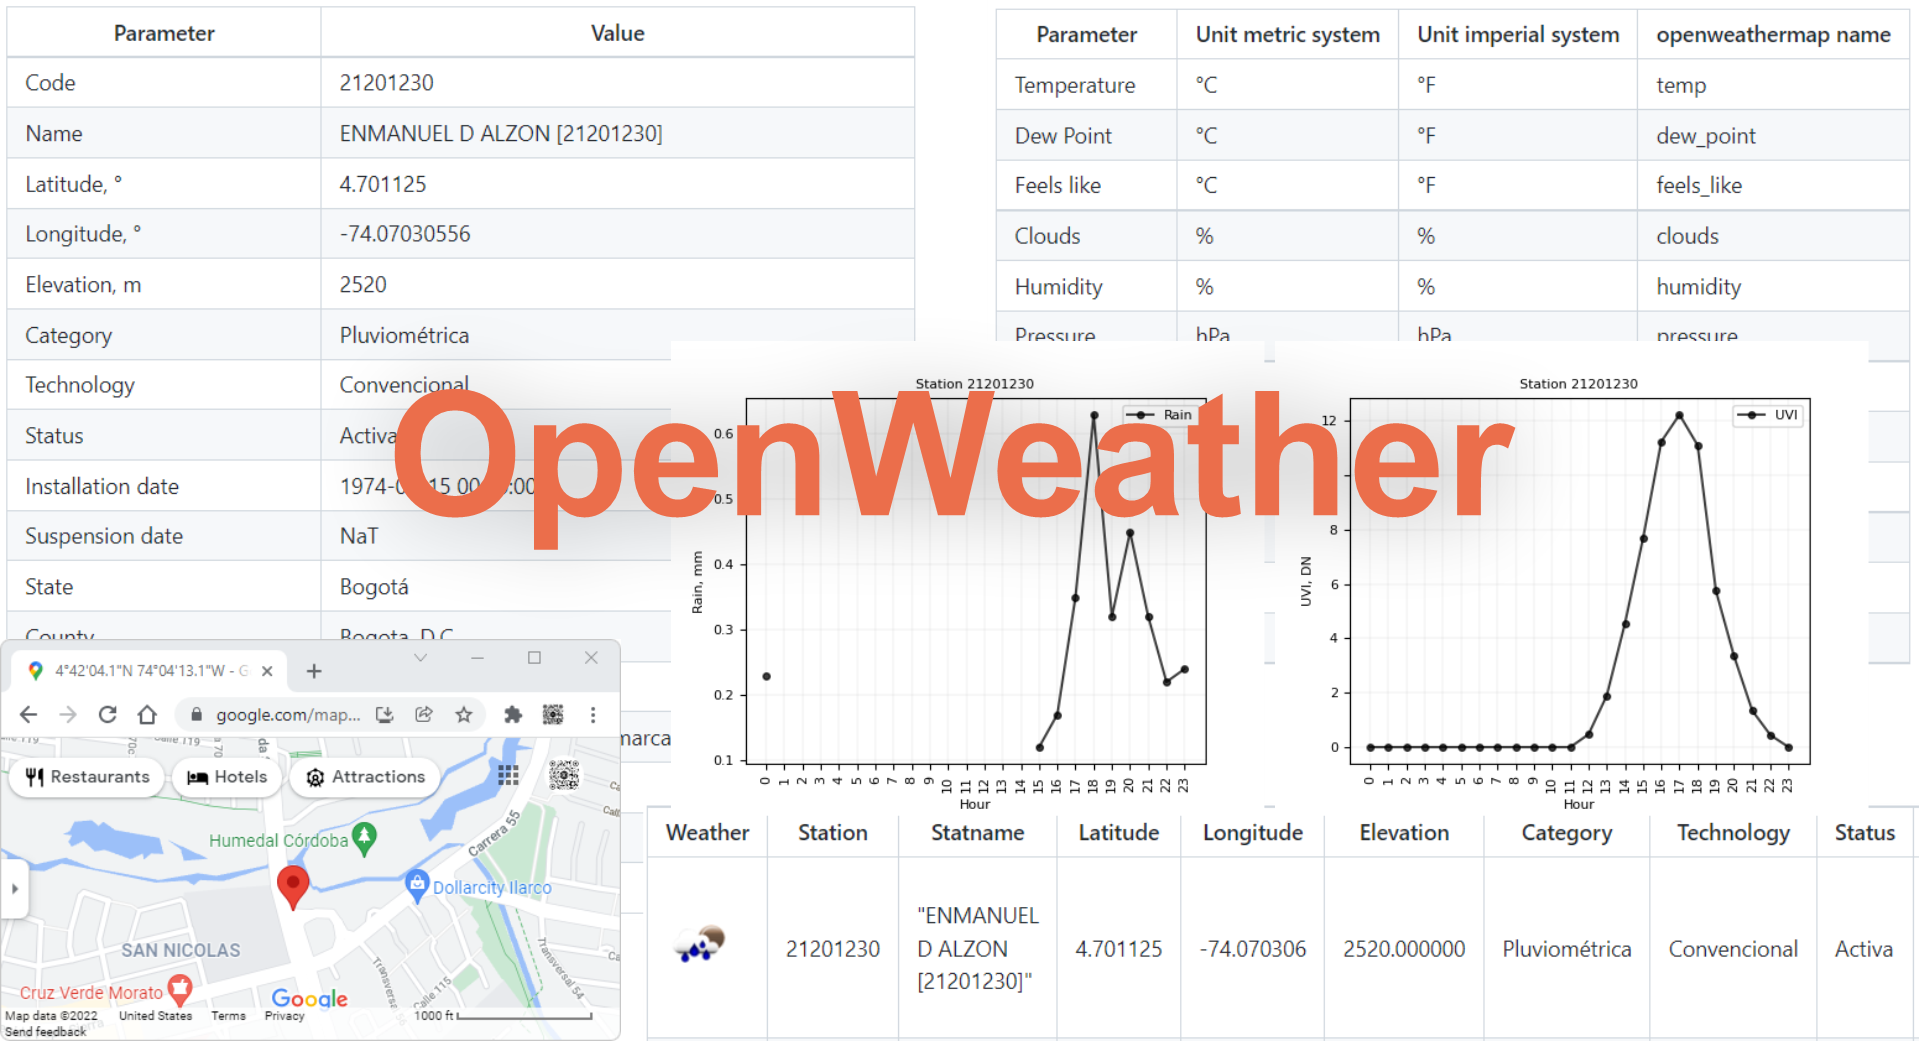 Parameter Value
Code 21201230
Name ENMANUEL D ALZON [21201230]
Latitude, ° 4.701125
Longitude, ° -74.07030556
Elevation, m 2520
Category Pluviométrica
Technology Convencional
Status Activa
Installation date 1974-0 15 00 :00
Suspension date NaT
State Bogotá
County Bogota, D.C
marca
Parameter Unit metric system Unit imperial system openweathermap name
Temperature °C °F temp
Dew Point °C °F dew_point
Feels like °C °F feels_like
Clouds % % clouds
Humidity % % humidity
Pressure hPa hPa pressure
OpenWeather
Station 21201230
Rain
Rain, mm
0.6
0.5
0.4
0.3
0.2
0.1
0 1 2 3 4 5 6 7 8 9 10 11 12 13 14 15 16 17 18 19 20 21 22 23
Hour
Station 21201230
UVI
UVI, DN
12
8
6
4
2
0
0 1 2 3 4 5 6 7 8 9 10 11 12 13 14 15 16 17 18 19 20 21 22 23
Hour
4°42'04.1"N 74°04'13.1"W - G
google.com/map...
Calle 119
Restaurants
Hotels
Attractions
Humedal Córdoba
Carrera 55
Dollarcity Ilarco
SAN NICOLAS
Cruz Verde Morato
Calle 115
Transversal 54
Google
Map data ©2022 United States Terms Privacy 1000 ft
Send feedback
Weather Station Statname Latitude Longitude Elevation Category Technology Status
21201230 "ENMANUEL D ALZON [21201230]" 4.701125 -74.070306 2520.000000 Pluviométrica Convencional Activa